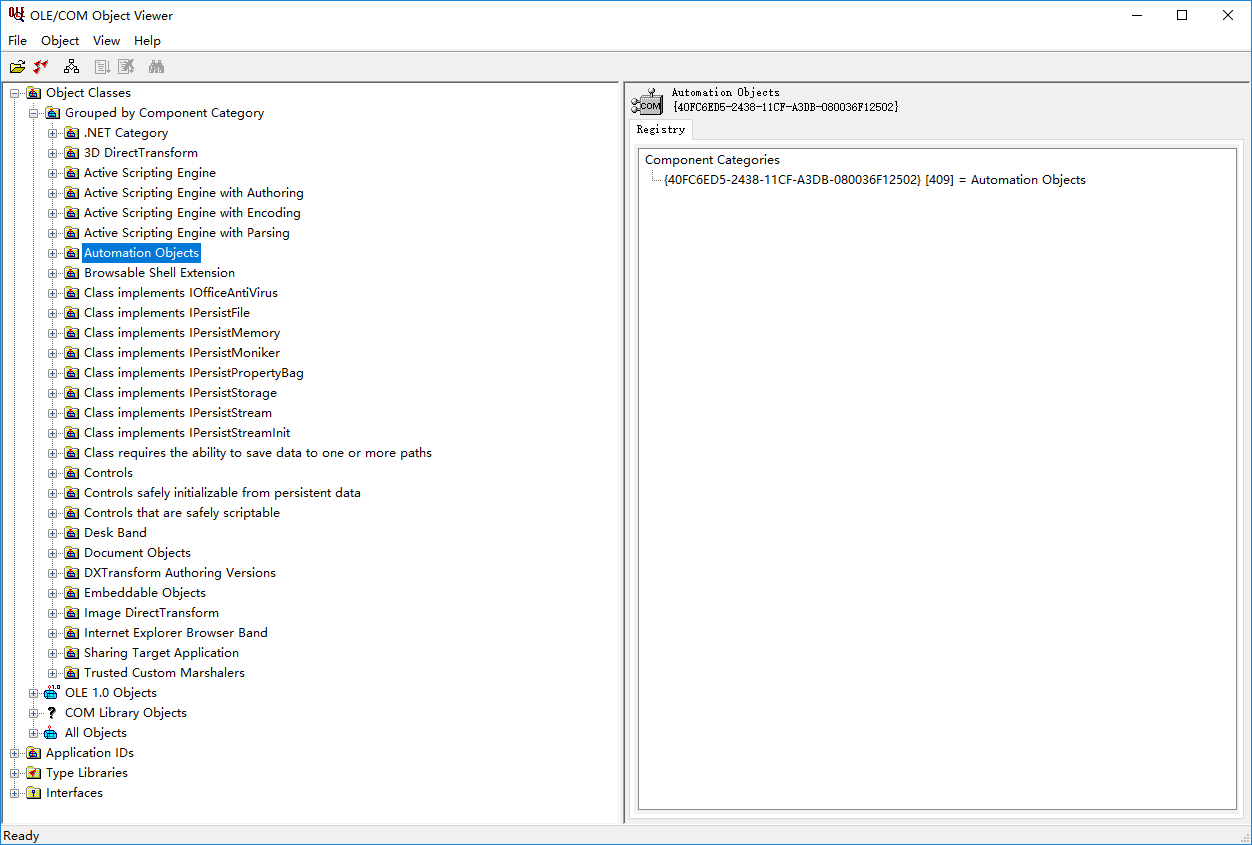 OLE/COM Object Viewer
File Object View Help
Object Classes
Grouped by Component Category
.NET Category
3D DirectTransform
Active Scripting Engine
Active Scripting Engine with Authoring
Active Scripting Engine with Encoding
Active Scripting Engine with Parsing
Automation Objects
Browsable Shell Extension
Class implements IOfficeAntiVirus
Class implements IPersistFile
Class implements IPersistMemory
Class implements IPersistMoniker
Class implements IPersistPropertyBag
Class implements IPersistStorage
Class implements IPersistStream
Class implements IPersistStreamInit
Class requires the ability to save data to one or more paths
Controls
Controls safely initializable from persistent data
Controls that are safely scriptable
Desk Band
Document Objects
DXTransform Authoring Versions
Embeddable Objects
Image DirectTransform
Internet Explorer Browser Band
Sharing Target Application
Trusted Custom Marshalers
OLE 1.0 Objects
COM Library Objects
All Objects
Application IDs
Type Libraries
Interfaces
COM
Automation Objects
{40FC6ED5-2438-11CF-A3DB-080036F12502}
Registry
Component Categories
{40FC6ED5-2438-11CF-A3DB-080036F12502} [409] = Automation Objects
Ready